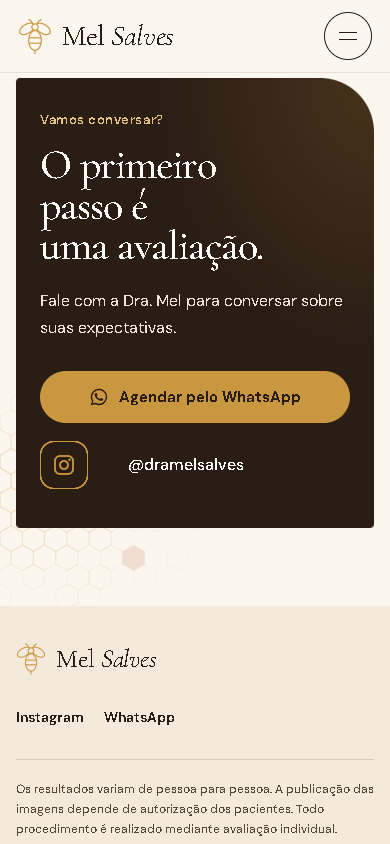 Mel Salves
Vamos conversar?
O primeiro
passo é
uma avaliação.
Fale com a Dra. Mel para conversar sobre
suas expectativas.
Agendar pelo WhatsApp
@dramelsalves
Mel Salves
Instagram WhatsApp
Os resultados variam de pessoa para pessoa. A publicação das
imagens depende de autorização dos pacientes. Todo
procedimento é realizado mediante avaliação individual.